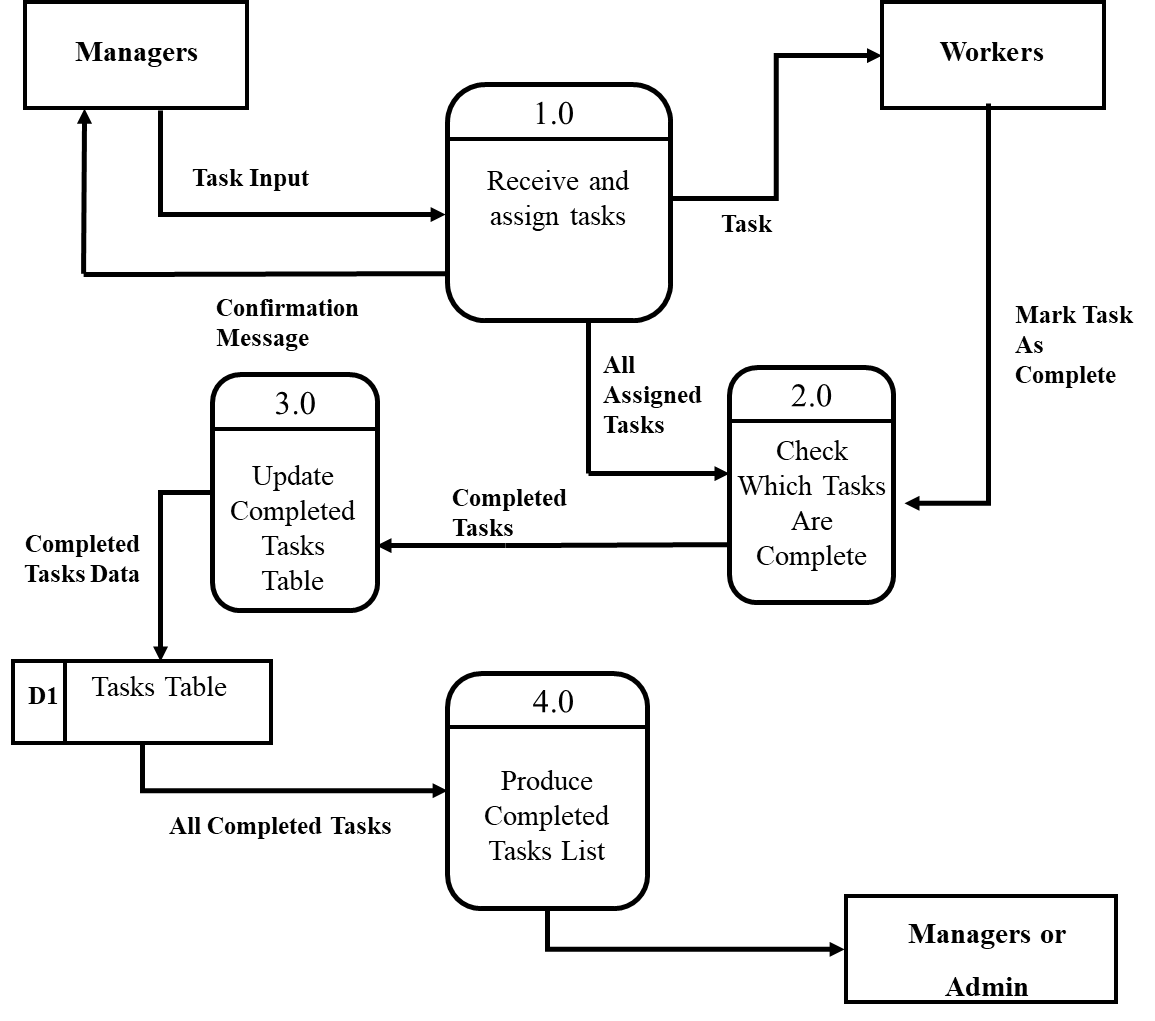 Managers
Workers
1.0
Receive and
assign tasks
Task Input
Task
Confirmation
Message
Mark Task
As
Complete
All
Assigned
Tasks
3.0
Update
Completed
Tasks
Table
2.0
Check
Which Tasks
Are
Complete
Completed
Tasks
Completed
Tasks Data
D1
Tasks Table
4.0
Produce
Completed
Tasks List
All Completed Tasks
Managers or
Admin